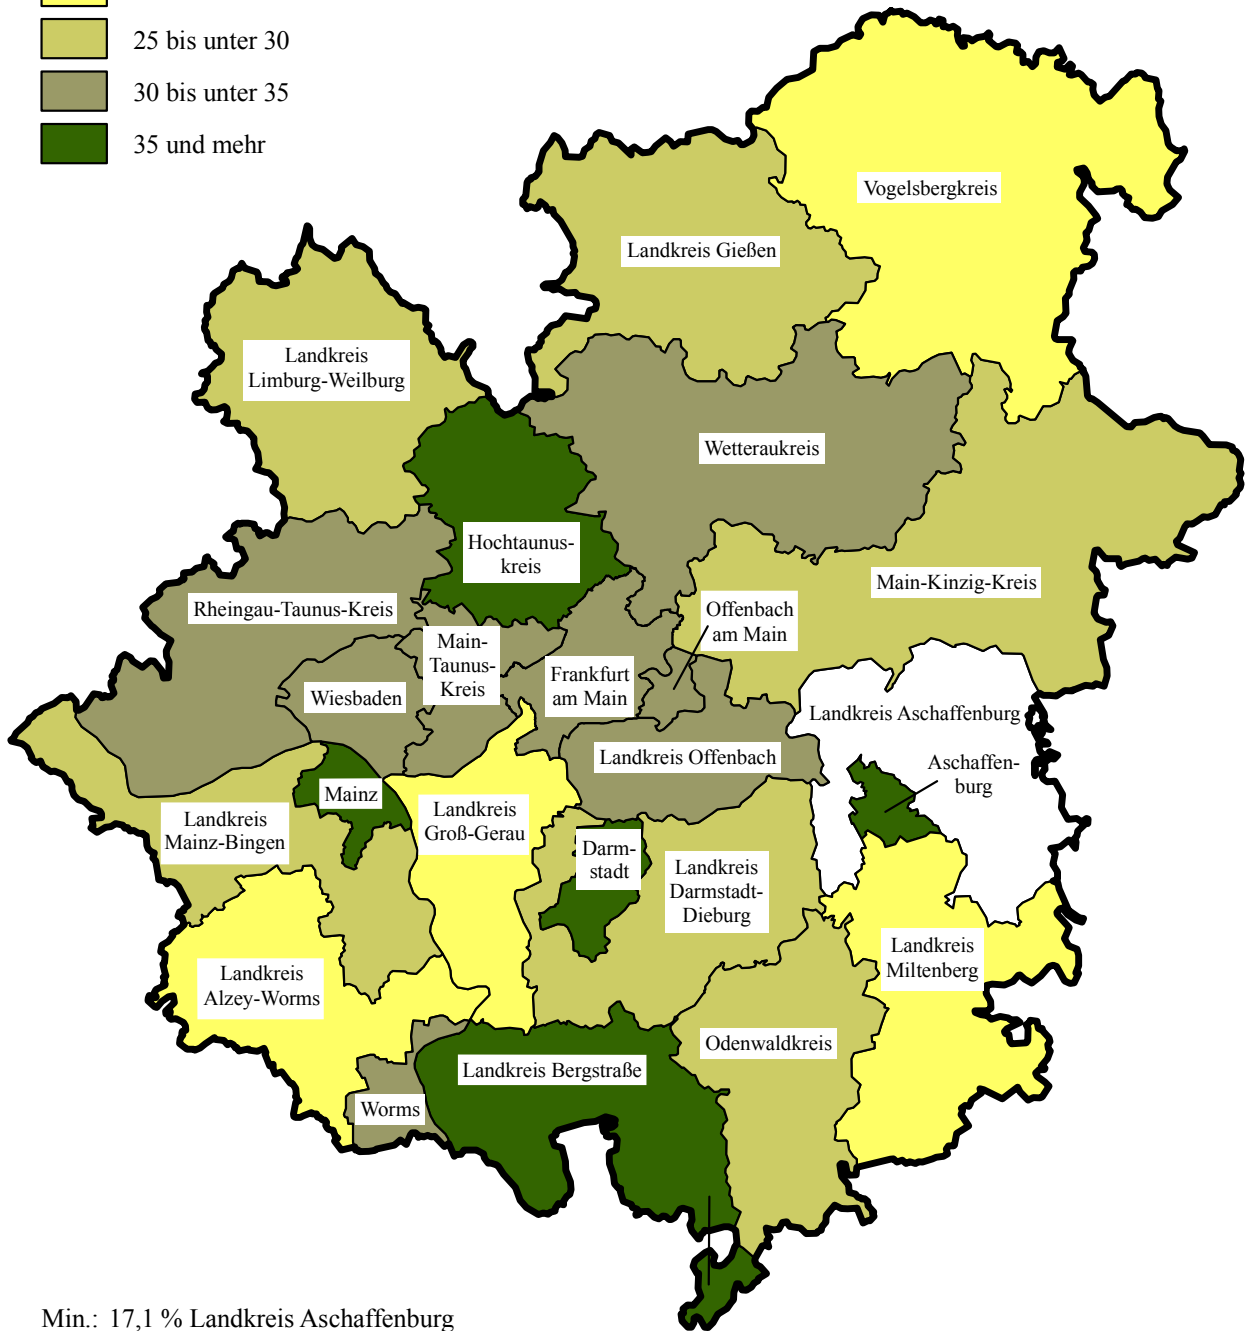 25 bis unter 30
30 bis unter 35
35 und mehr
Vogelsbergkreis
Landkreis Gießen
Landkreis
Limburg-Weilburg
Wetteraukreis
Hochtaunus-
kreis
Main-Kinzig-Kreis
Rheingau-Taunus-Kreis
Offenbach
am Main
Main-
Taunus-
Kreis
Frankfurt
am Main
Wiesbaden
Landkreis Aschaffenburg
Landkreis Offenbach
Aschaffen-
burg
Mainz
Landkreis
Groß-Gerau
Landkreis
Mainz-Bingen
Darm-
stadt
Landkreis
Darmstadt-
Dieburg
Landkreis
Miltenberg
Landkreis
Alzey-Worms
Odenwaldkreis
Landkreis Bergstraße
Worms
Min.: 17,1 % Landkreis Aschaffenburg